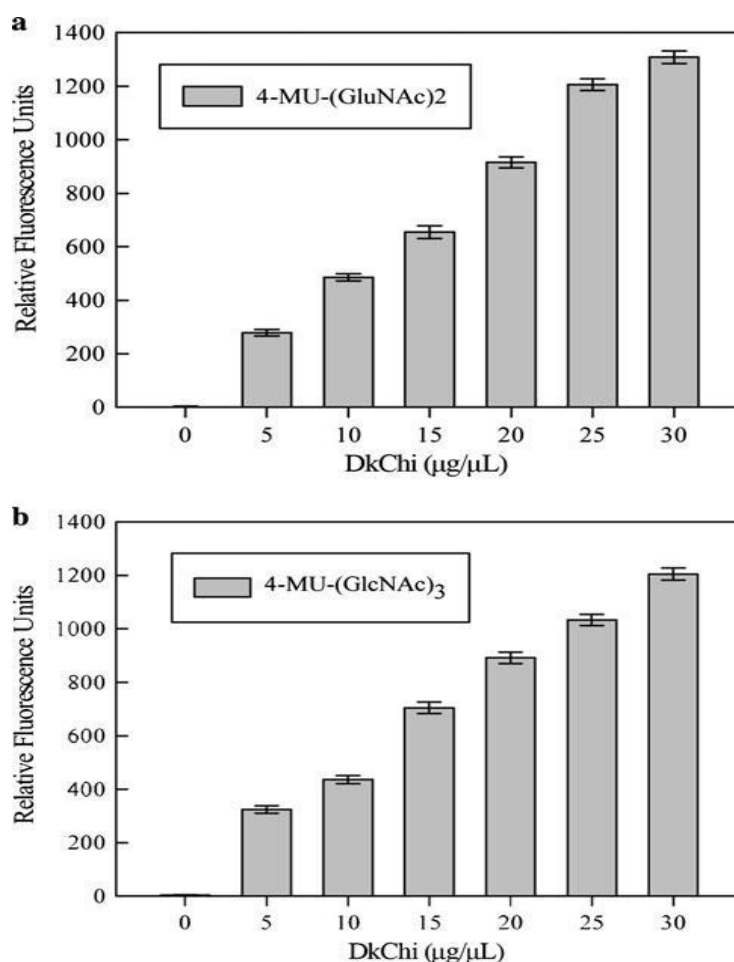 a
1400
1200
1000
800
600
400
200
0
Relative Fluorescence Units
4-MU-(GluNAc)2
0 5 10 15 20 25 30
DkChi (µg/µL)
b
1400
1200
1000
800
600
400
200
0
Relative Fluorescence Units
4-MU-(GlcNAc)3
0 5 10 15 20 25 30
DkChi (µg/µL)